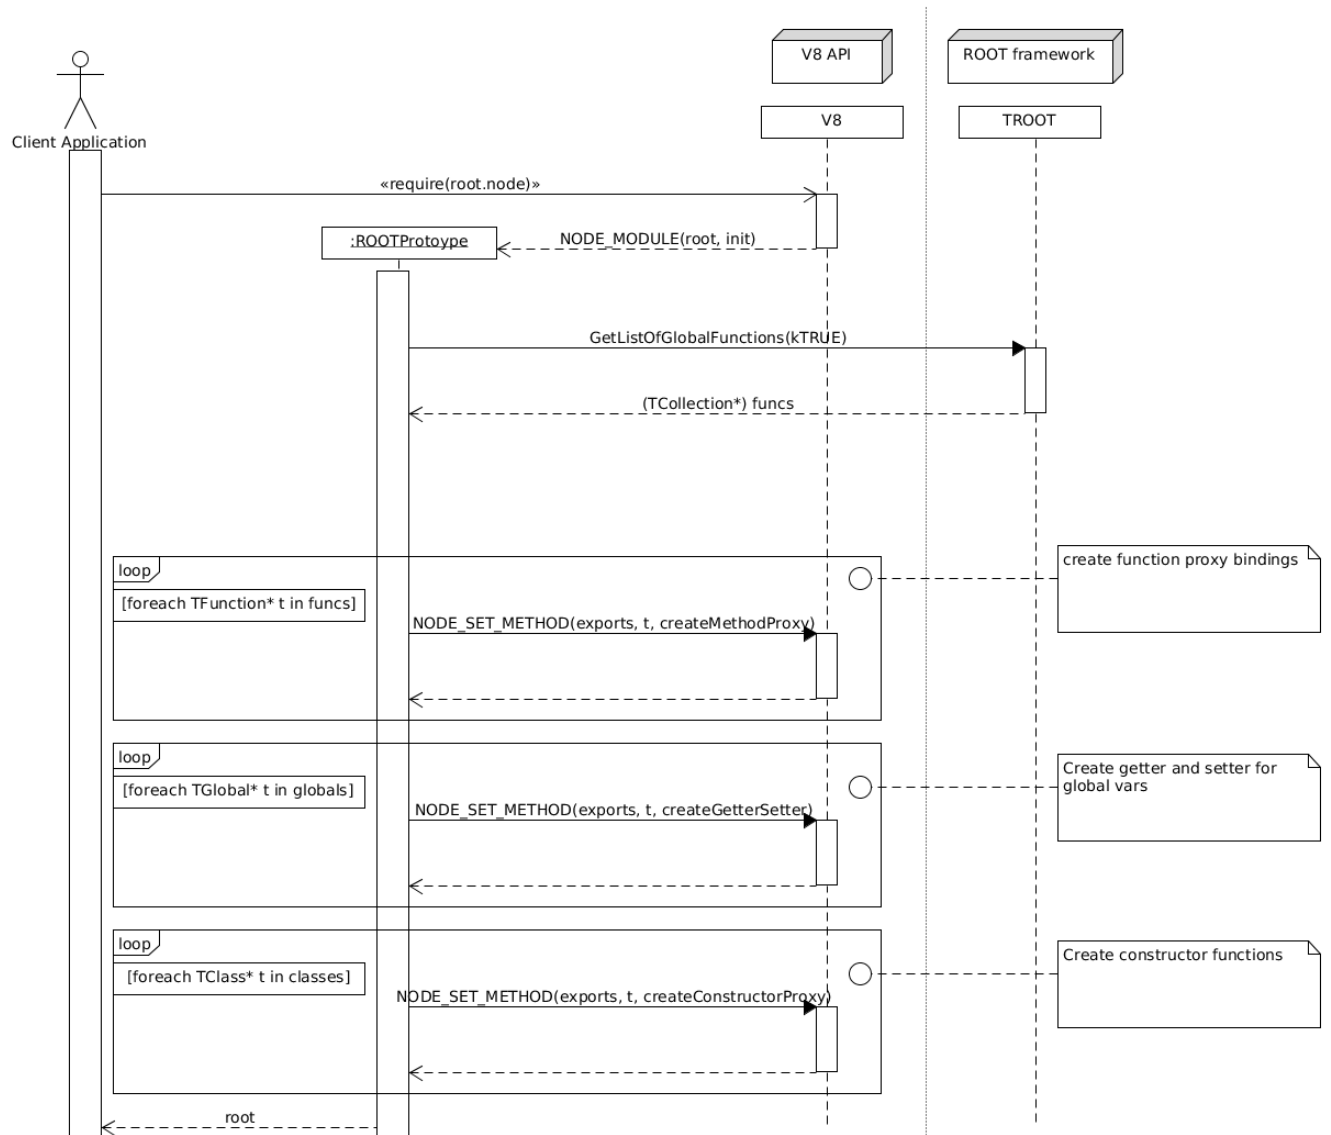 V8 API
ROOT framework
V8
TROOT
Client Application
«require(root.node)»
:ROOTProtoype
NODE_MODULE(root, init)
GetListOfGlobalFunctions(kTRUE)
(TCollection*) funcs
loop
create function proxy bindings
[foreach TFunction* t in funcs]
NODE_SET_METHOD(exports, t, createMethodProxy)
loop
Create getter and setter for
global vars
[foreach TGlobal* t in globals]
NODE_SET_METHOD(exports, t, createGetterSetter)
loop
Create constructor functions
[foreach TClass* t in classes]
NODE_SET_METHOD(exports, t, createConstructorProxy)
root